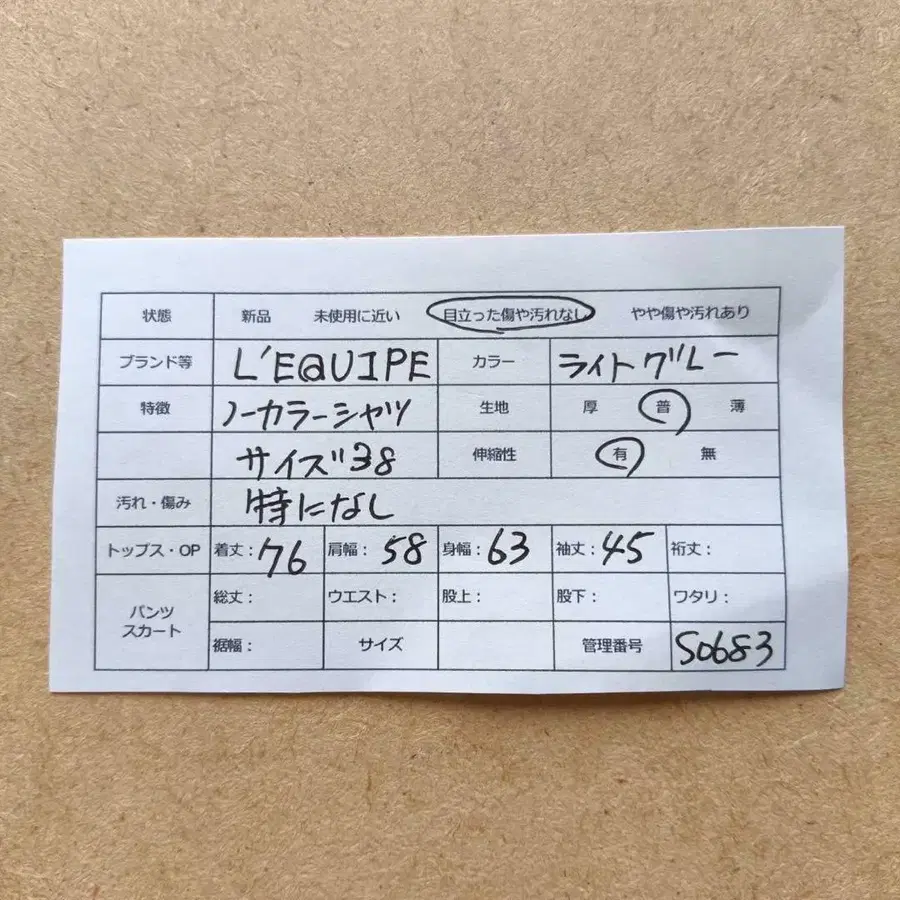 状態 新品 未使用に近い 目立った傷や汚れなし やや傷や汚れあり
ブランド等 L'EQUIPE カラー ライトグレー
特徴 ノーカラーシャツ 生地 厚 普 薄
サイズ38 伸縮性 有 無
汚れ・傷み 特になし
トップス・OP 着丈：76 肩幅：58 身幅：63 袖丈：45 裄丈：
パンツ スカート 総丈： ウエスト： 股上： 股下： ワタリ：
裾幅： サイズ 管理番号 S0683